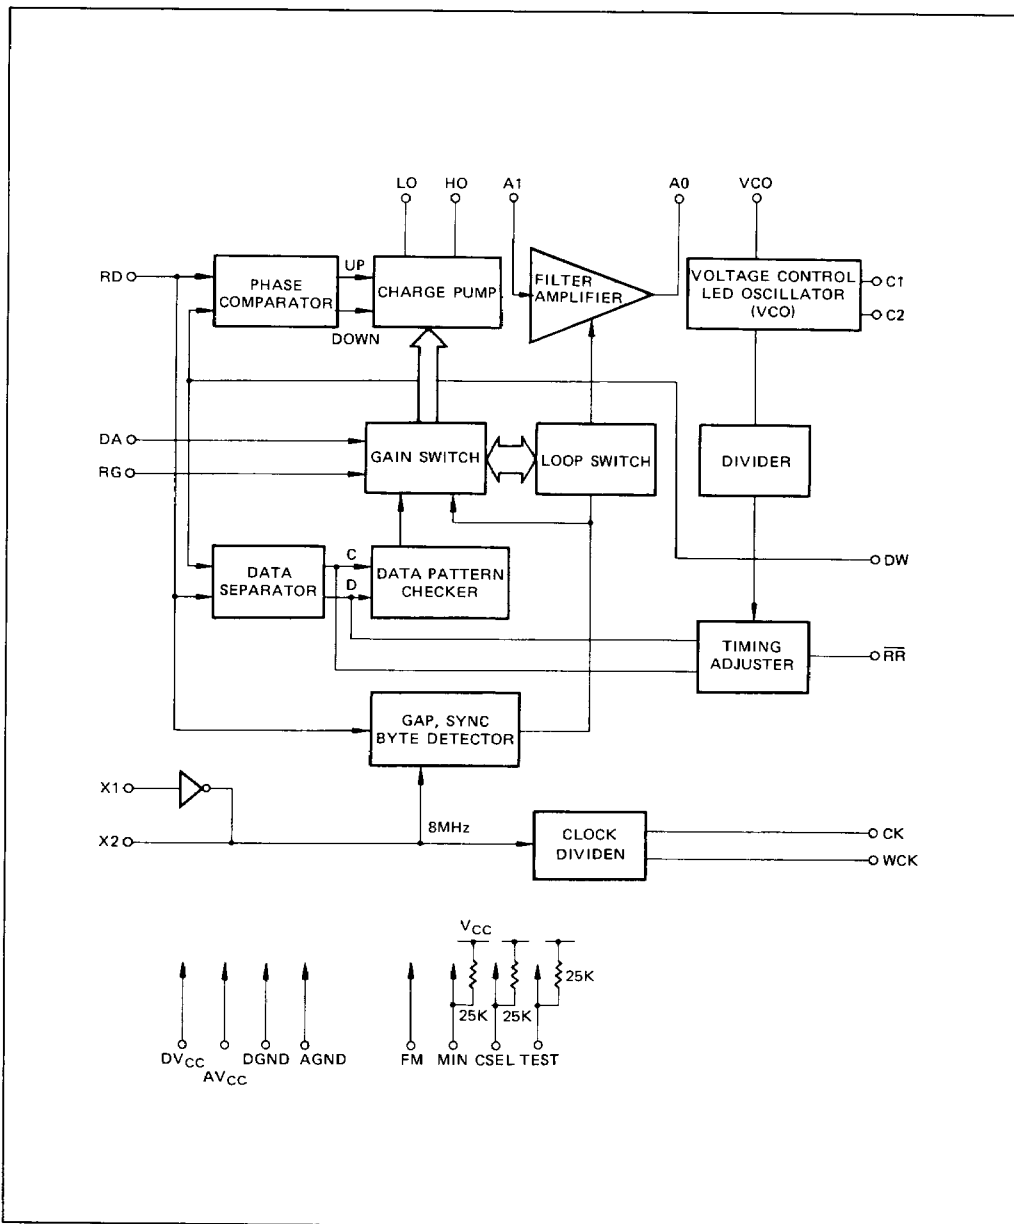 LO HO A1 A0 VCO
RD
PHASE
COMPARATOR
UP
DOWN
CHARGE PUMP
FILTER
AMPLIFIER
VOLTAGE CONTROL
LED OSCILLATOR
(VCO)
C1
C2
DA
RG
GAIN SWITCH
LOOP SWITCH
DIVIDER
DW
DATA
SEPARATOR
C
D
DATA PATTERN
CHECKER
TIMING
ADJUSTER
RR
GAP, SYNC
BYTE DETECTOR
X1
X2
8MHz
CLOCK
DIVIDEN
CK
WCK
VCC
25K
25K 25K
DVCC
AVCC
DGND AGND FM MIN CSEL TEST